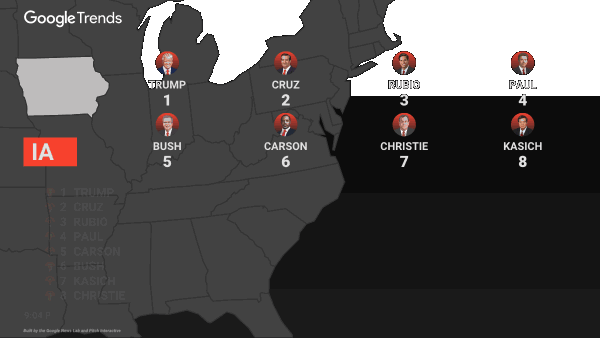 Google Trends
TRUMP CRUZ RUBIO PAUL
1 2 3 4
IA
BUSH CARSON CHRISTIE KASICH
5 6 7 8
1 TRUMP
2 CRUZ
3 RUBIO
4 PAUL
5 CARSON
6 BUSH
7 KASICH
8 CHRISTIE
Built by the Google News Lab and Pitch Interactive